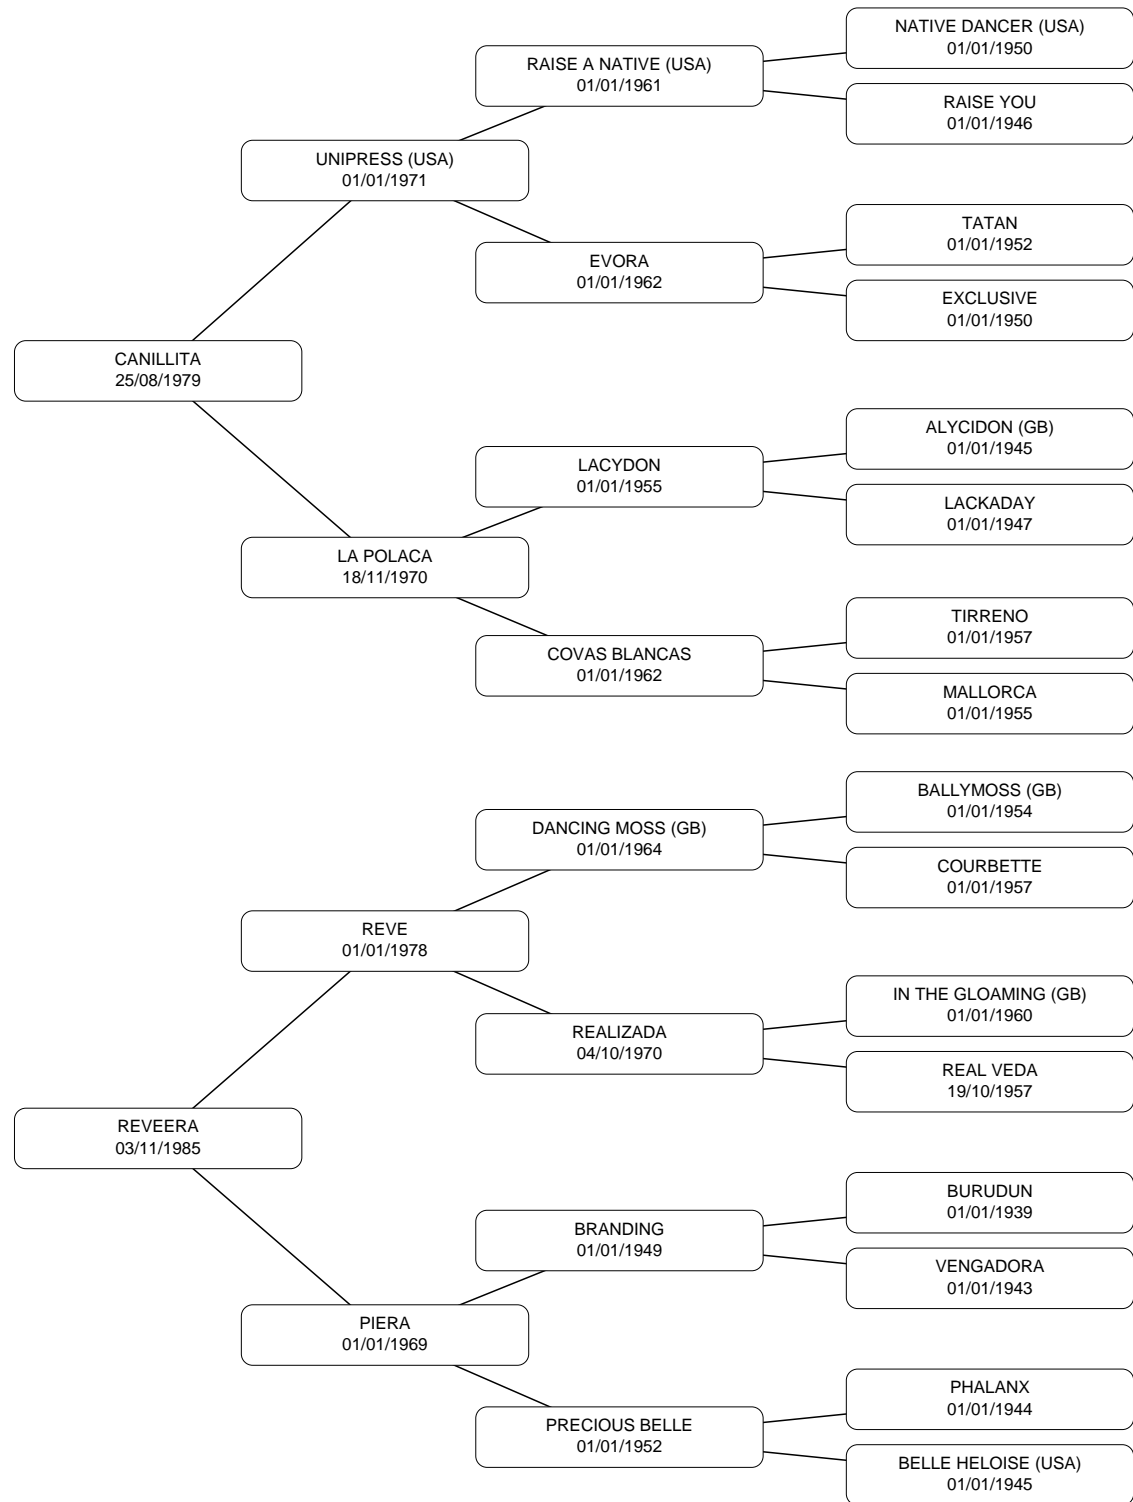 NATIVE DANCER (USA)
01/01/1950
RAISE A NATIVE (USA)
01/01/1961
RAISE YOU
01/01/1946
UNIPRESS (USA)
01/01/1971
TATAN
01/01/1952
EVORA
01/01/1962
EXCLUSIVE
01/01/1950
CANILLITA
25/08/1979
ALYCIDON (GB)
01/01/1945
LACYDON
01/01/1955
LACKADAY
01/01/1947
LA POLACA
18/11/1970
TIRRENO
01/01/1957
COVAS BLANCAS
01/01/1962
MALLORCA
01/01/1955
BALLYMOSS (GB)
01/01/1954
DANCING MOSS (GB)
01/01/1964
COURBETTE
01/01/1957
REVE
01/01/1978
IN THE GLOAMING (GB)
01/01/1960
REALIZADA
04/10/1970
REAL VEDA
19/10/1957
REVEERA
03/11/1985
BURUDUN
01/01/1939
BRANDING
01/01/1949
VENGADORA
01/01/1943
PIERA
01/01/1969
PHALANX
01/01/1944
PRECIOUS BELLE
01/01/1952
BELLE HELOISE (USA)
01/01/1945